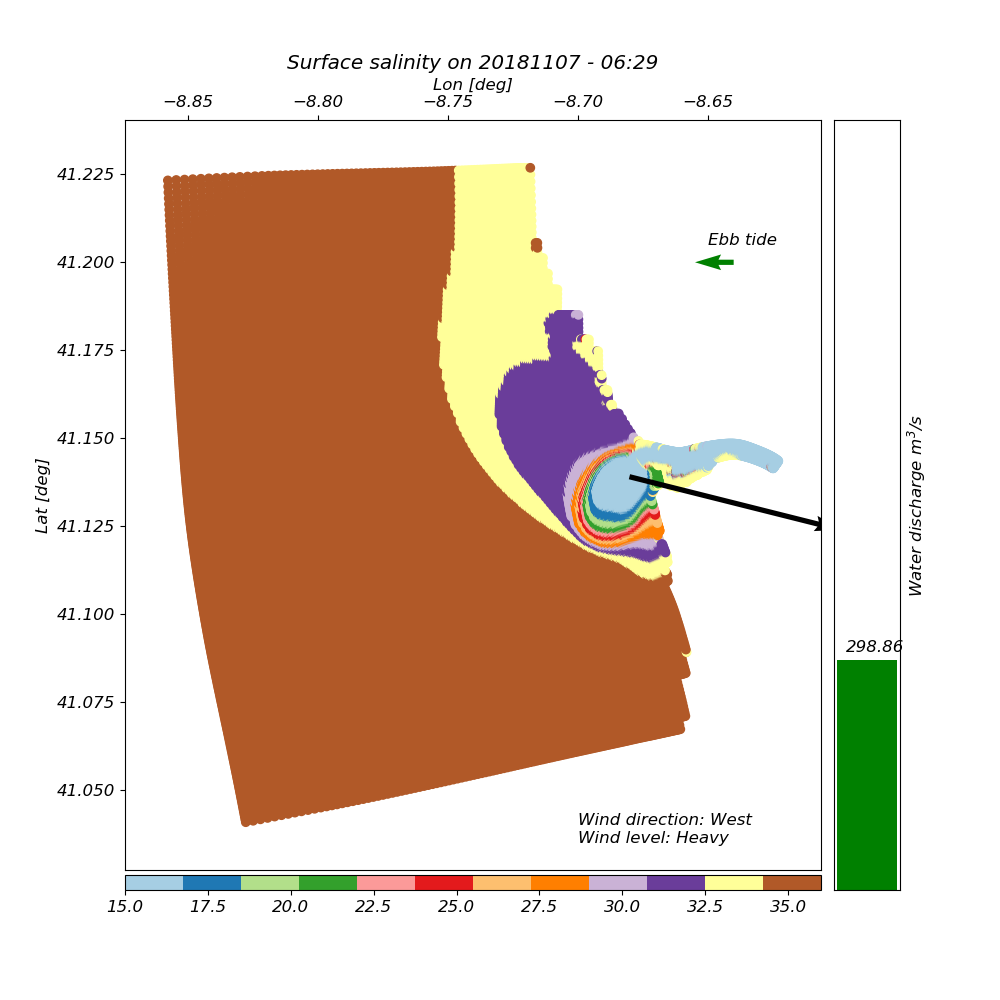 Surface salinity on 20181107 - 06:29
Lon [deg]
−8.85 −8.80 −8.75 −8.70 −8.65
41.225
41.200
41.175
41.150
41.125
41.100
41.075
41.050
Lat [deg]
Ebb tide
Water discharge m³/s
298.86
Wind direction: West
Wind level: Heavy
15.0 17.5 20.0 22.5 25.0 27.5 30.0 32.5 35.0